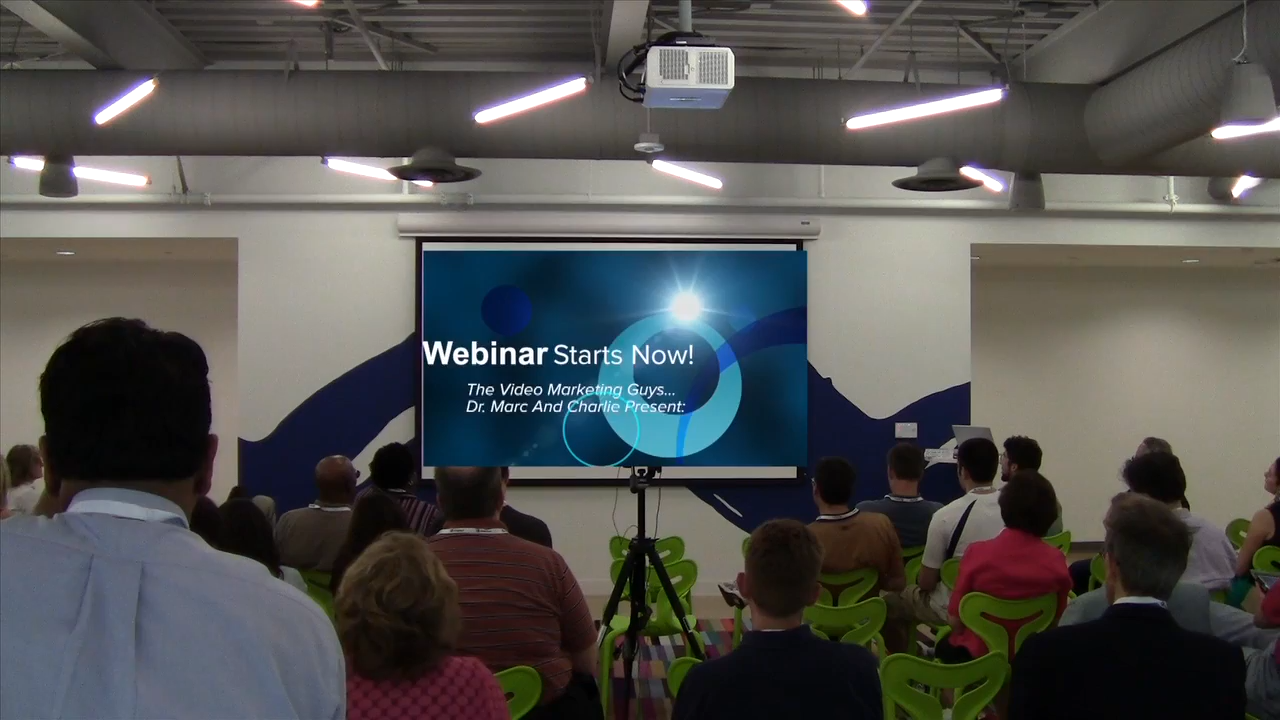 Webinar Starts Now!
The Video Marketing Guys...
Dr. Marc And Charlie Present: